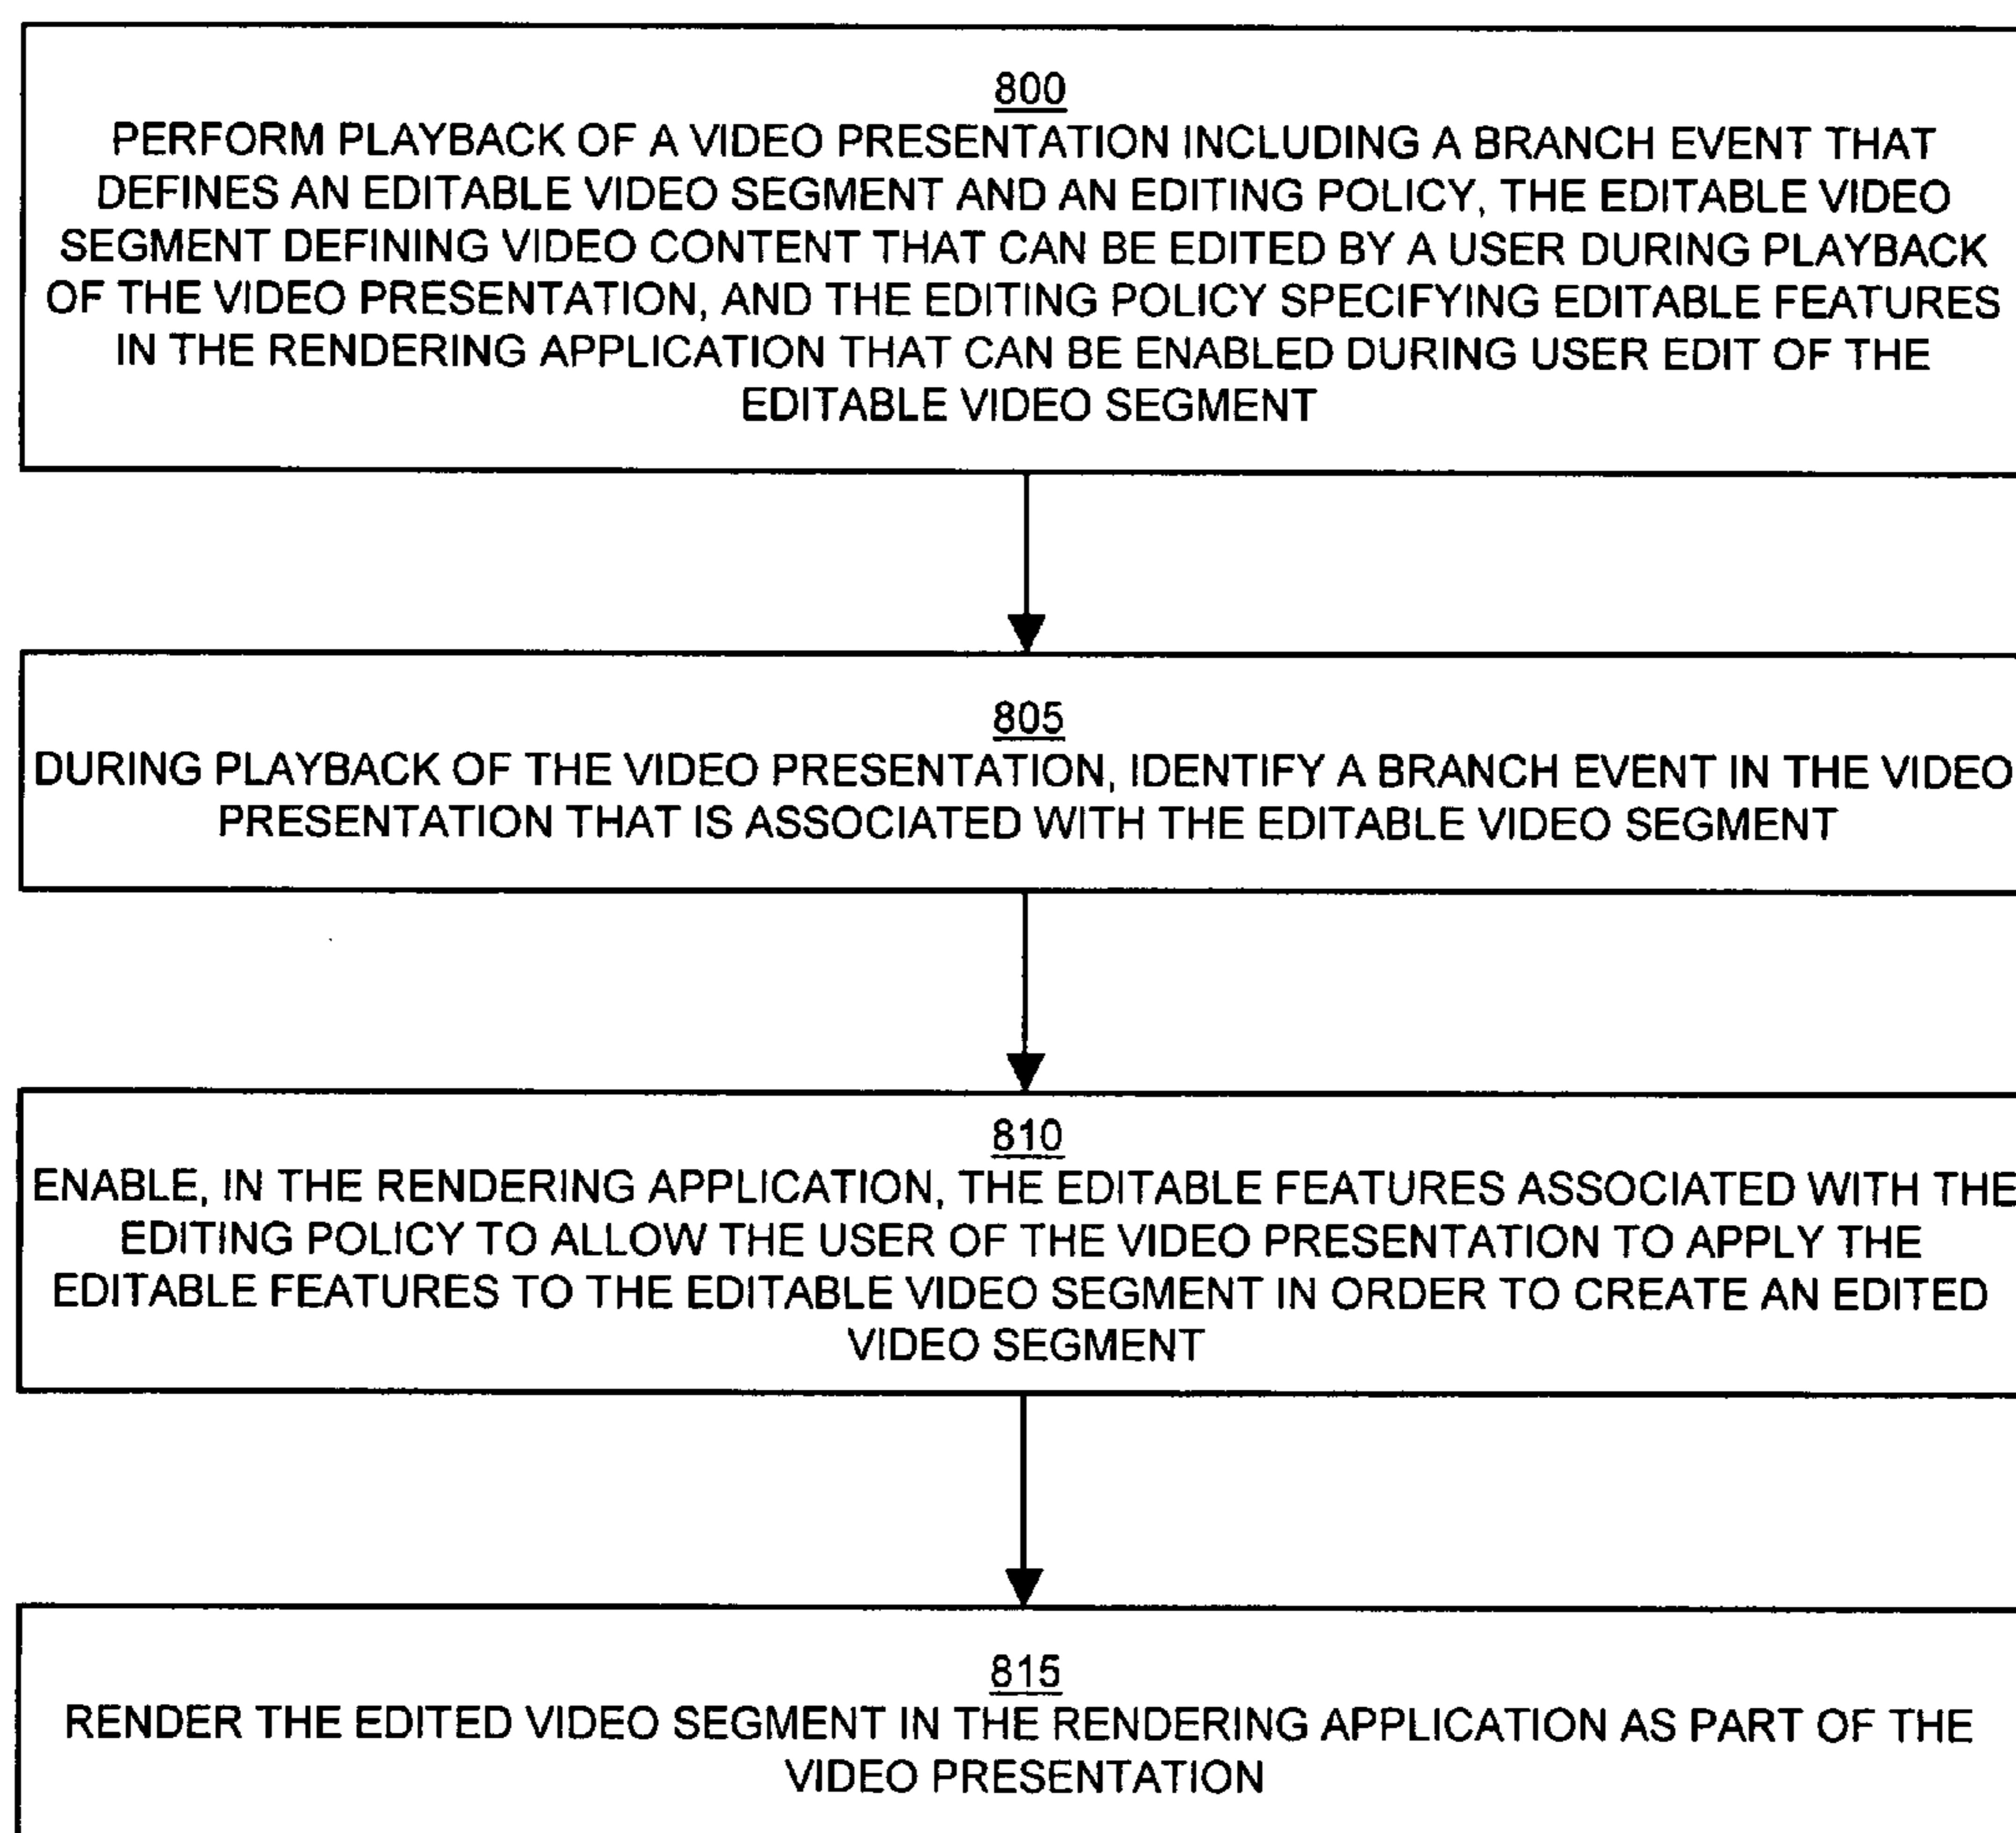 800
PERFORM PLAYBACK OF A VIDEO PRESENTATION INCLUDING A BRANCH EVENT THAT
DEFINES AN EDITABLE VIDEO SEGMENT AND AN EDITING POLICY, THE EDITABLE VIDEO
SEGMENT DEFINING VIDEO CONTENT THAT CAN BE EDITED BY A USER DURING PLAYBACK
OF THE VIDEO PRESENTATION, AND THE EDITING POLICY SPECIFYING EDITABLE FEATURES
IN THE RENDERING APPLICATION THAT CAN BE ENABLED DURING USER EDIT OF THE
EDITABLE VIDEO SEGMENT
805
DURING PLAYBACK OF THE VIDEO PRESENTATION, IDENTIFY A BRANCH EVENT IN THE VIDEO
PRESENTATION THAT IS ASSOCIATED WITH THE EDITABLE VIDEO SEGMENT
810
ENABLE, IN THE RENDERING APPLICATION, THE EDITABLE FEATURES ASSOCIATED WITH THE
EDITING POLICY TO ALLOW THE USER OF THE VIDEO PRESENTATION TO APPLY THE
EDITABLE FEATURES TO THE EDITABLE VIDEO SEGMENT IN ORDER TO CREATE AN EDITED
VIDEO SEGMENT
815
RENDER THE EDITED VIDEO SEGMENT IN THE RENDERING APPLICATION AS PART OF THE
VIDEO PRESENTATION